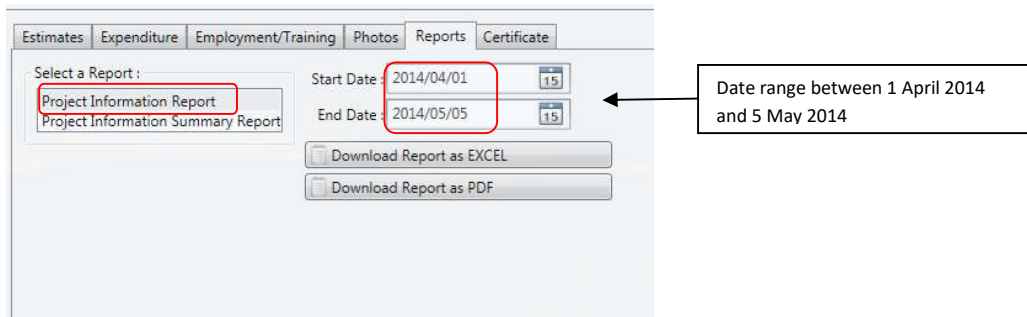 Estimates Expenditure Employment/Training Photos Reports Certificate
Select a Report :
Project Information Report
Project Information Summary Report
Start Date : 2014/04/01 15
End Date : 2014/05/05 15
Download Report as EXCEL
Download Report as PDF
Date range between 1 April 2014
and 5 May 2014